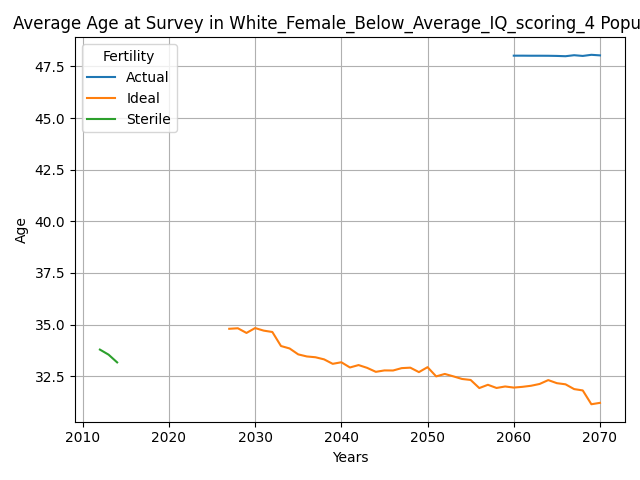 Average Age at Survey in White_Female_Below_Average_IQ_scoring_4 Popu
Fertility
Actual
Ideal
Sterile
47.5
45.0
42.5
40.0
37.5
35.0
32.5
Age
2010 2020 2030 2040 2050 2060 2070
Years